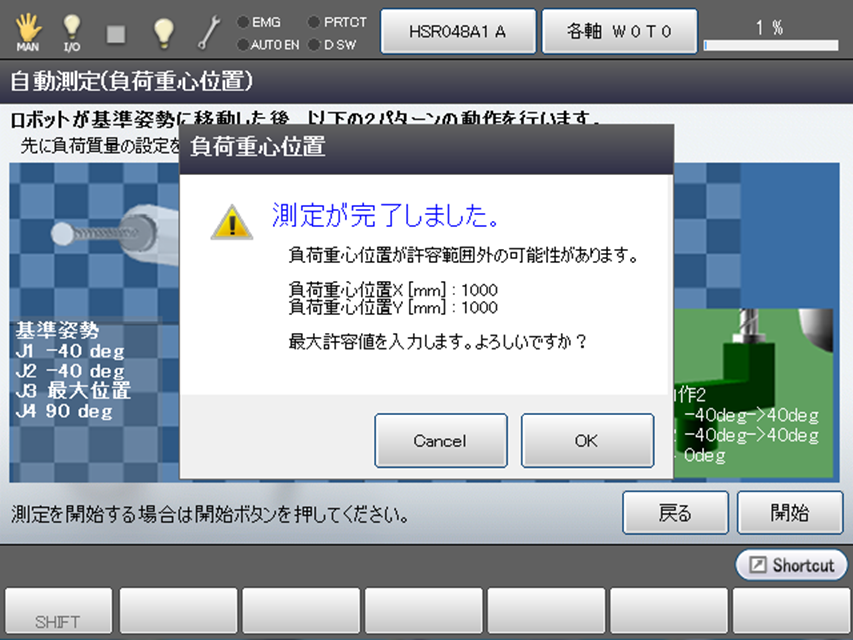 MAN
I/O
EMG
PRTCT
AUTO EN
D SW
HSR048A1 A
各軸 W0T0
1 %
自動測定(負荷重心位置)
ロボットが基準姿勢に移動した後、以下の2パターンの動作を行います。
先に負荷質量の設定を
負荷重心位置
測定が完了しました。
負荷重心位置が許容範囲外の可能性があります。
負荷重心位置X [mm] : 1000
負荷重心位置Y [mm] : 1000
最大許容値を入力します。よろしいですか？
Cancel
OK
基準姿勢
J1 -40 deg
J2 -40 deg
J3 最大位置
J4 90 deg
作2
-40deg->40deg
-40deg->40deg
0deg
測定を開始する場合は開始ボタンを押してください。
戻る
開始
Shortcut
SHIFT